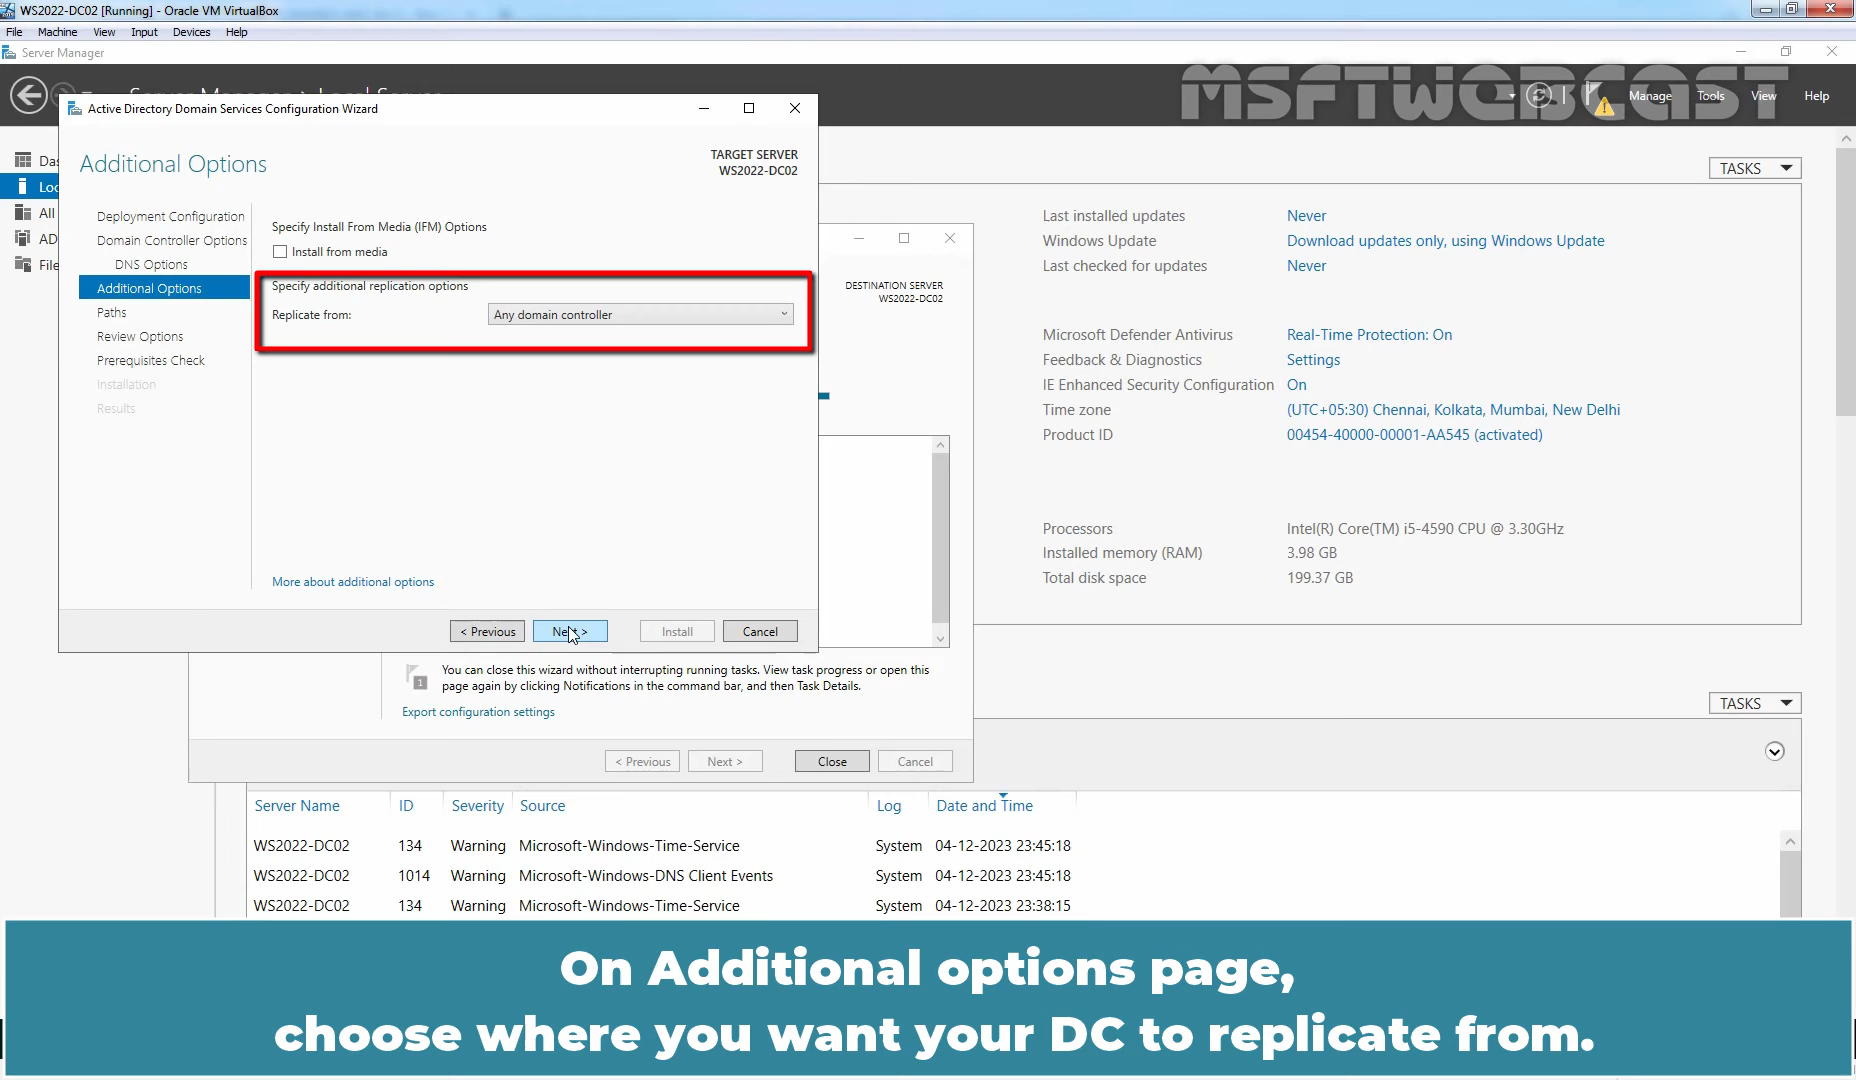 WS2022-DC02 [Running] - Oracle VM VirtualBox
File Machine View Input Devices Help
Server Manager
MSFTWEBCAST
Manage Tools View Help
Active Directory Domain Services Configuration Wizard
Additional Options
TARGET SERVER
WS2022-DC02
Deployment Configuration
Domain Controller Options
DNS Options
Additional Options
Paths
Review Options
Prerequisites Check
Installation
Results
Specify Install From Media (IFM) Options
Install from media
Specify additional replication options
Replicate from: Any domain controller
More about additional options
< Previous Next > Install Cancel
All
AD
DESTINATION SERVER
WS2022-DC02
You can close this wizard without interrupting running tasks. View task progress or open this
page again by clicking Notifications in the command bar, and then Task Details.
Export configuration settings
< Previous Next > Close Cancel
TASKS
Last installed updates Never
Windows Update Download updates only, using Windows Update
Last checked for updates Never
Microsoft Defender Antivirus Real-Time Protection: On
Feedback & Diagnostics Settings
IE Enhanced Security Configuration On
Time zone (UTC+05:30) Chennai, Kolkata, Mumbai, New Delhi
Product ID 00454-40000-00001-AA545 (activated)
Processors Intel(R) Core(TM) i5-4590 CPU @ 3.30GHz
Installed memory (RAM) 3.98 GB
Total disk space 199.37 GB
TASKS
Server Name ID Severity Source Log Date and Time
WS2022-DC02 134 Warning Microsoft-Windows-Time-Service System 04-12-2023 23:45:18
WS2022-DC02 1014 Warning Microsoft-Windows-DNS Client Events System 04-12-2023 23:45:18
WS2022-DC02 134 Warning Microsoft-Windows-Time-Service System 04-12-2023 23:38:15
On Additional options page,
choose where you want your DC to replicate from.